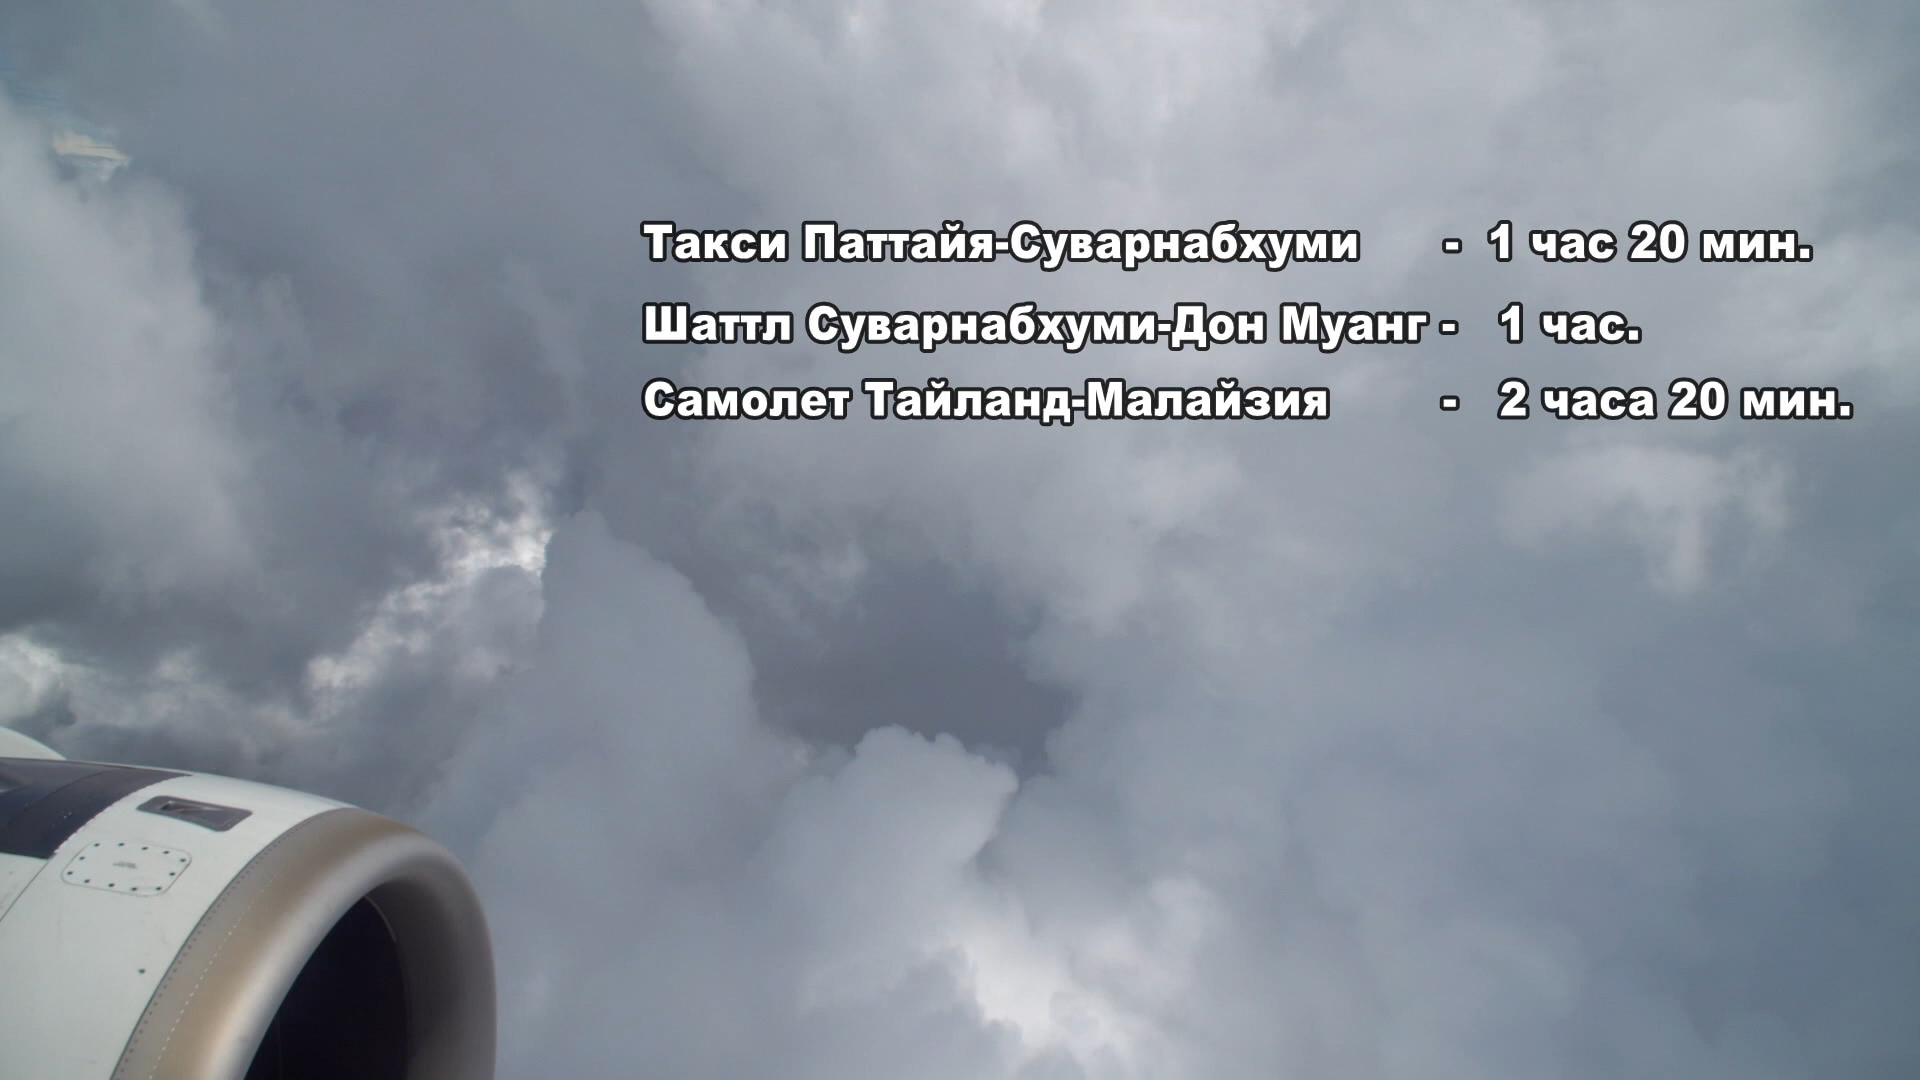 Такси Паттайя-Суварнабхуми - 1 час 20 мин.
Шаттл Суварнабхуми-Дон Муанг - 1 час.
Самолет Тайланд-Малайзия - 2 часа 20 мин.